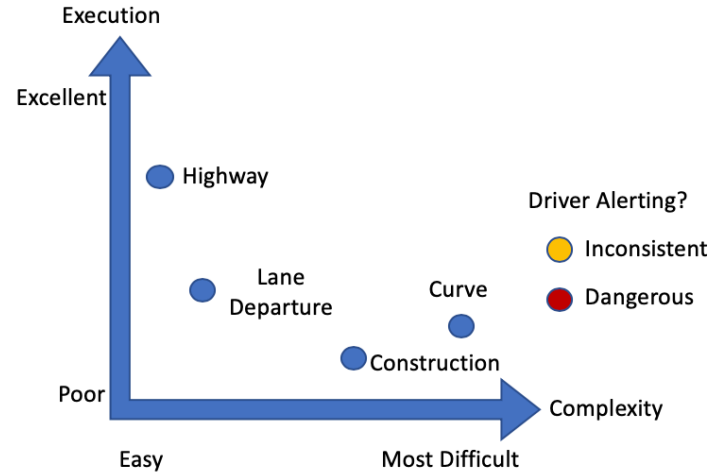 Execution
Excellent
Highway
Driver Alerting?
Inconsistent
Lane
Departure
Curve
Dangerous
Construction
Poor
Complexity
Easy
Most Difficult